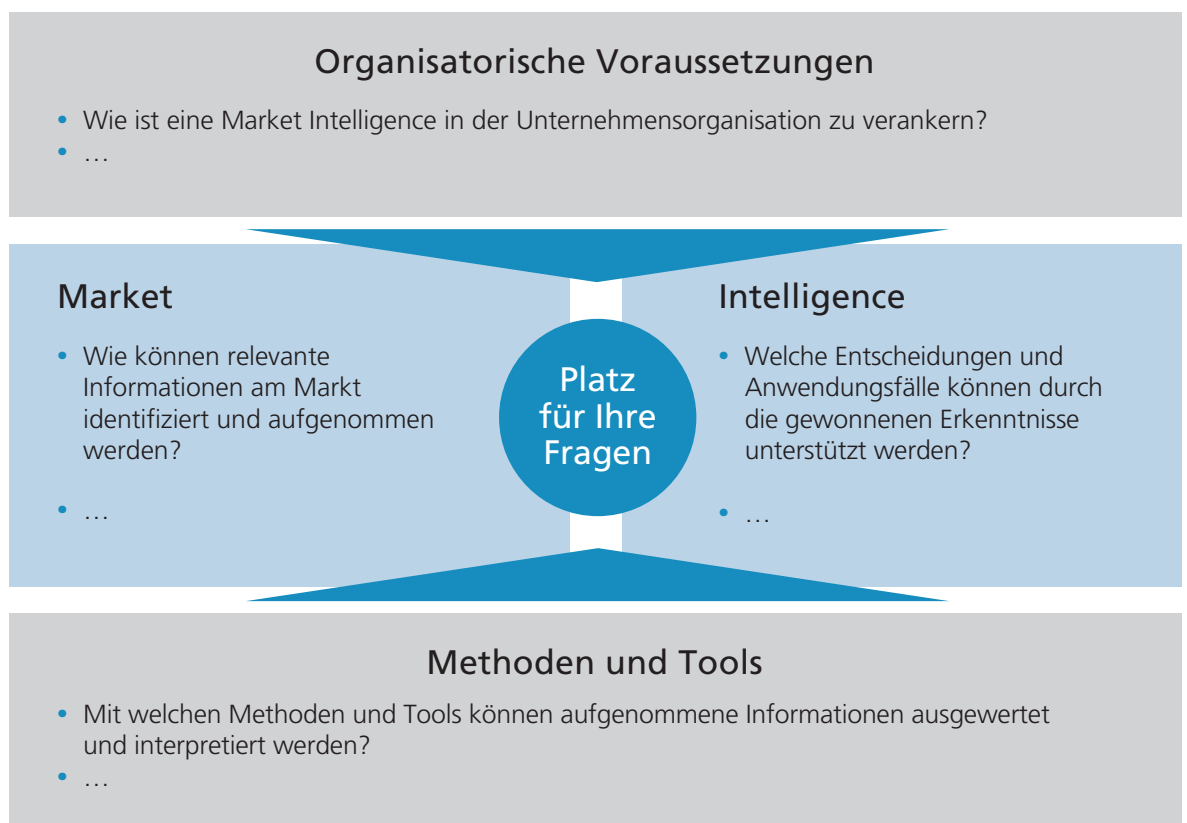 Organisatorische Voraussetzungen
• Wie ist eine Market Intelligence in der Unternehmensorganisation zu verankern?
• …
Market
• Wie können relevante
Informationen am Markt
identifiziert und aufgenommen
werden?
• …
Platz
für Ihre
Fragen
Intelligence
• Welche Entscheidungen und
Anwendungsfälle können durch
die gewonnenen Erkenntnisse
unterstützt werden?
• …
Methoden und Tools
• Mit welchen Methoden und Tools können aufgenommene Informationen ausgewertet
und interpretiert werden?
• …